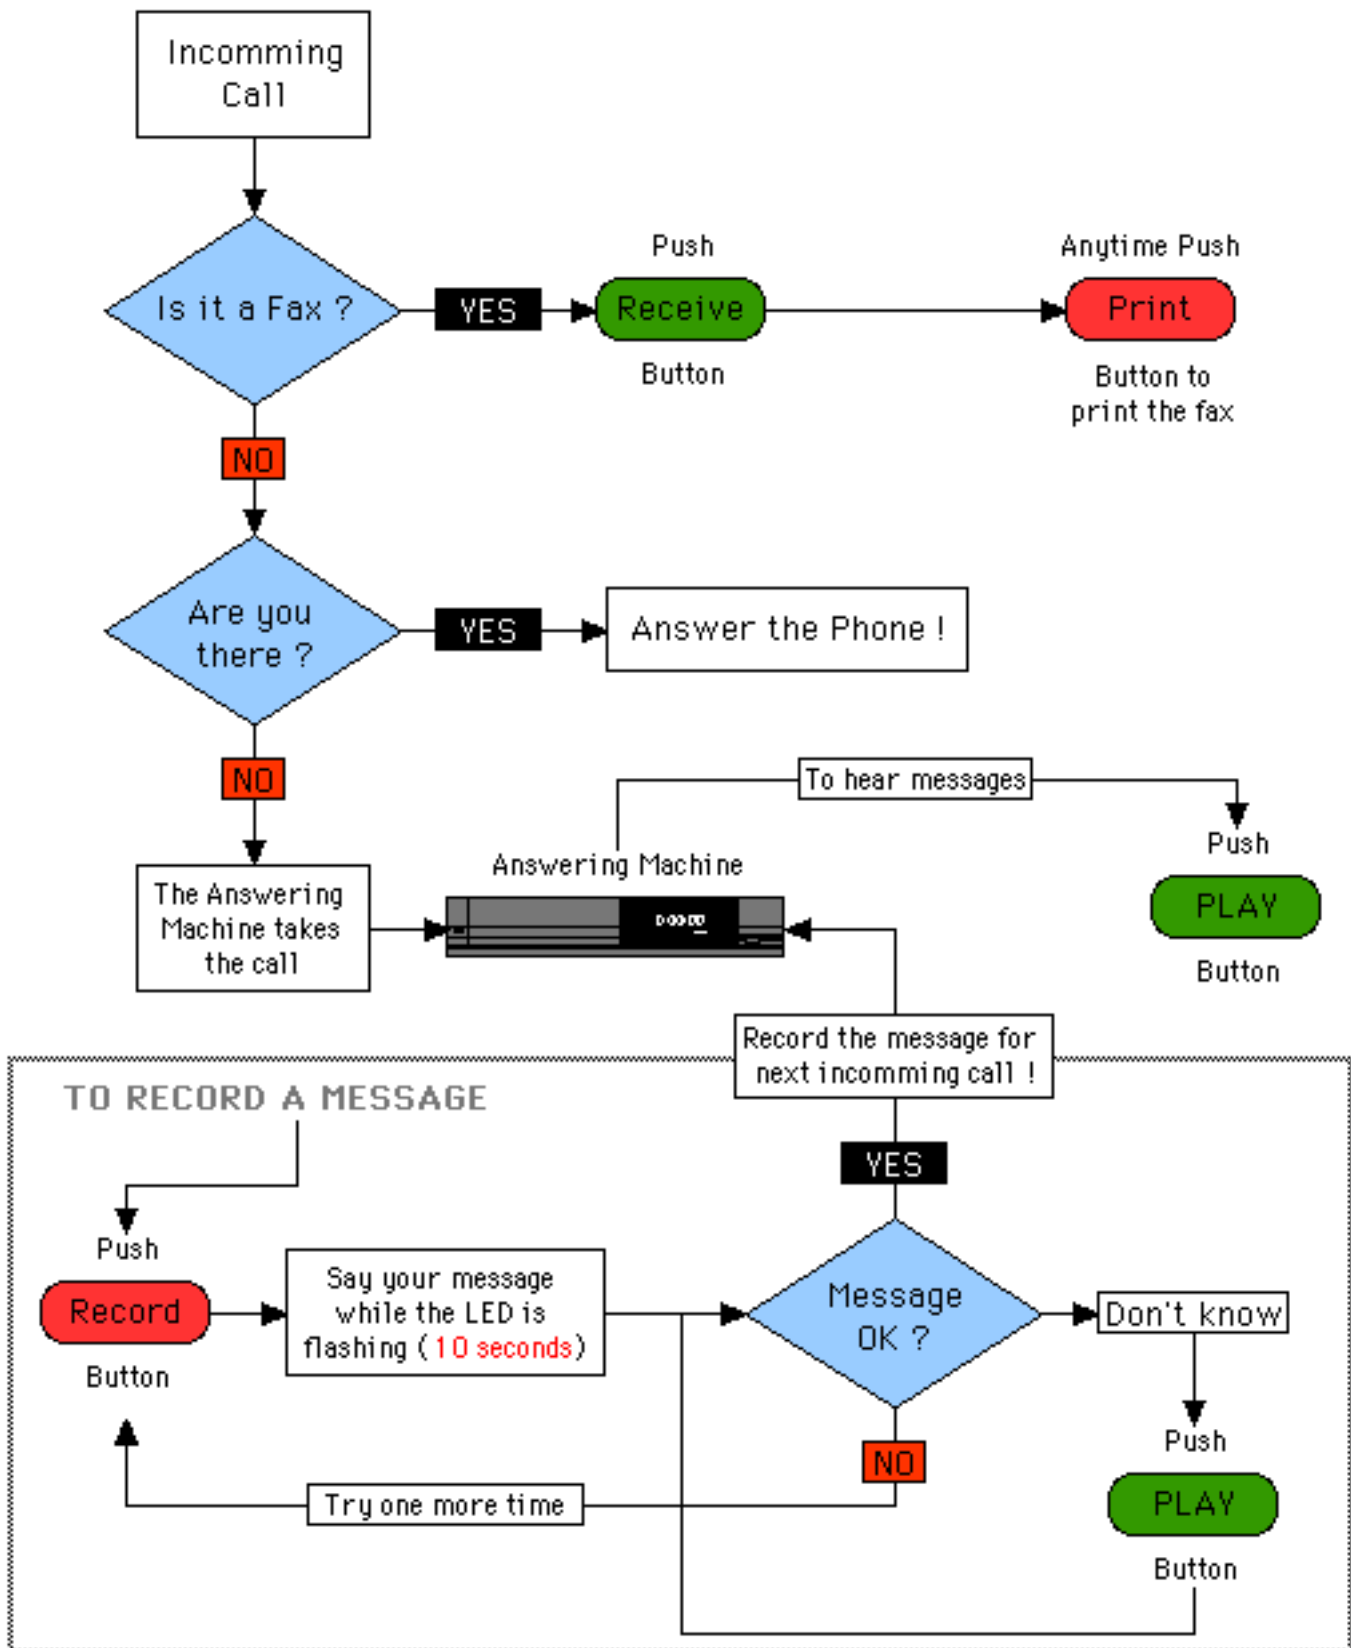 Incomming
Call
Is it a Fax ?
YES
Push
Receive
Button
Anytime Push
Print
Button to
print the fax
NO
Are you
there ?
YES
Answer the Phone !
NO
The Answering
Machine takes
the call
Answering Machine
To hear messages
Push
PLAY
Button
Record the message for
next incomming call !
TO RECORD A MESSAGE
Push
Record
Button
Say your message
while the LED is
flashing (10 seconds)
YES
Message
OK ?
Don't know
NO
Try one more time
Push
PLAY
Button